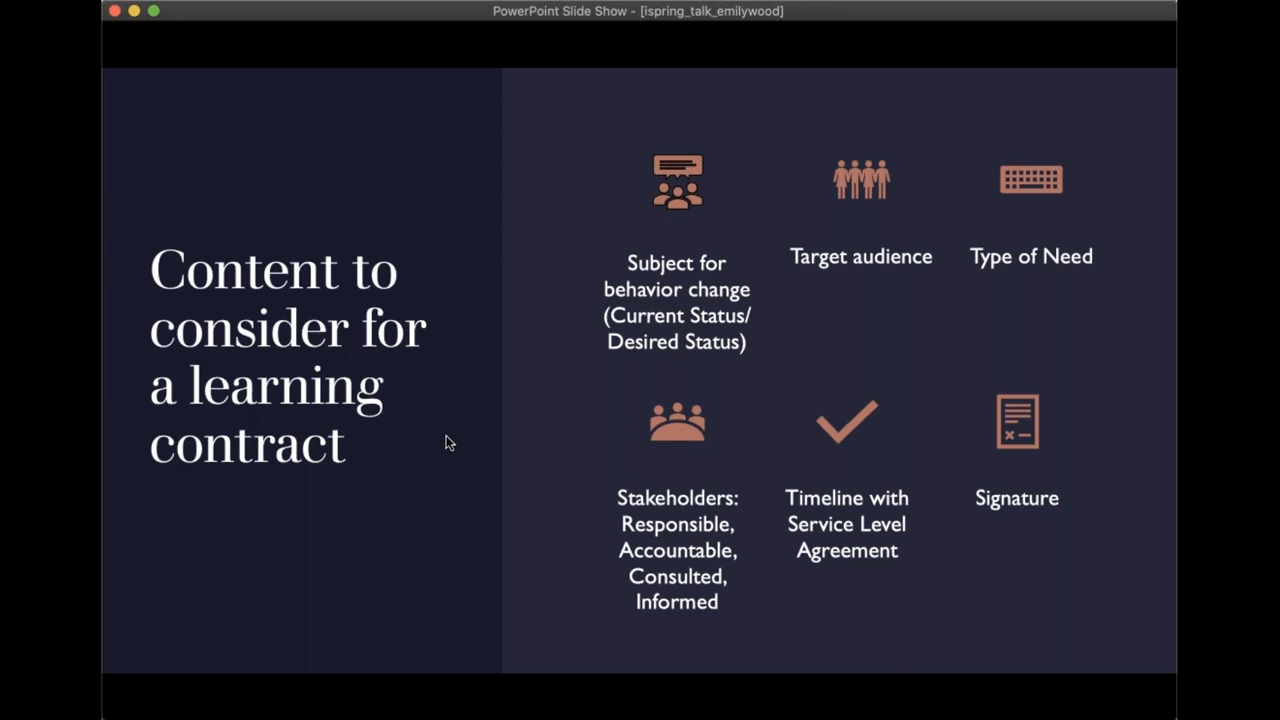 PowerPoint Slide Show - [ispring_talk_emilywood]
Content to
consider for
a learning
contract
Subject for
behavior change
(Current Status/
Desired Status)
Target audience
Type of Need
Stakeholders:
Responsible,
Accountable,
Consulted,
Informed
Timeline with
Service Level
Agreement
Signature